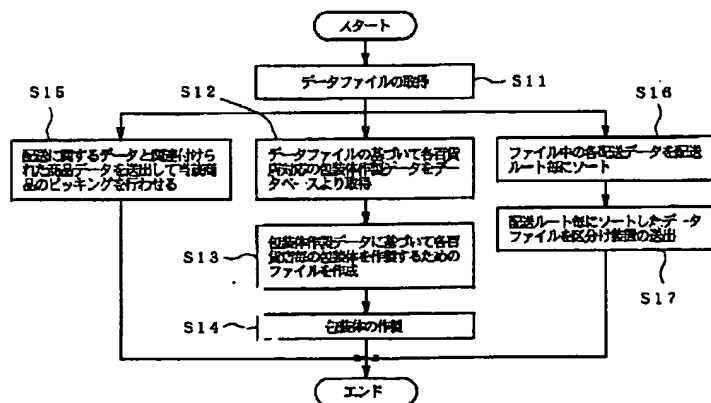 スタート
データファイルの取得
S11
S15
S12
S16
配送に関するデータと関連付けら
れた商品データを送出して当該商
品のピッキングを行わせる
データファイルの基づいて各百貨
店対応の包装体作製データをデー
タベースより取得
ファイル中の各配送データを配送
ルート毎にソート
S13
包装体作製データに基づいて各百
貨店毎の包装体を作製するための
ファイルを作成
配送ルート毎にソートしたデータ
ファイルを区分け装置の送出
S17
S14
包装体の作製
エンド